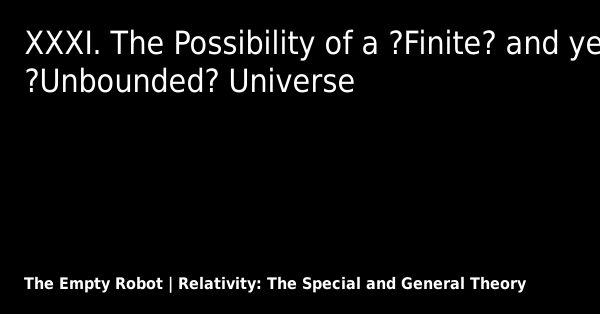 XXXI. The Possibility of a ?Finite? and ye
?Unbounded? Universe
The Empty Robot | Relativity: The Special and General Theory